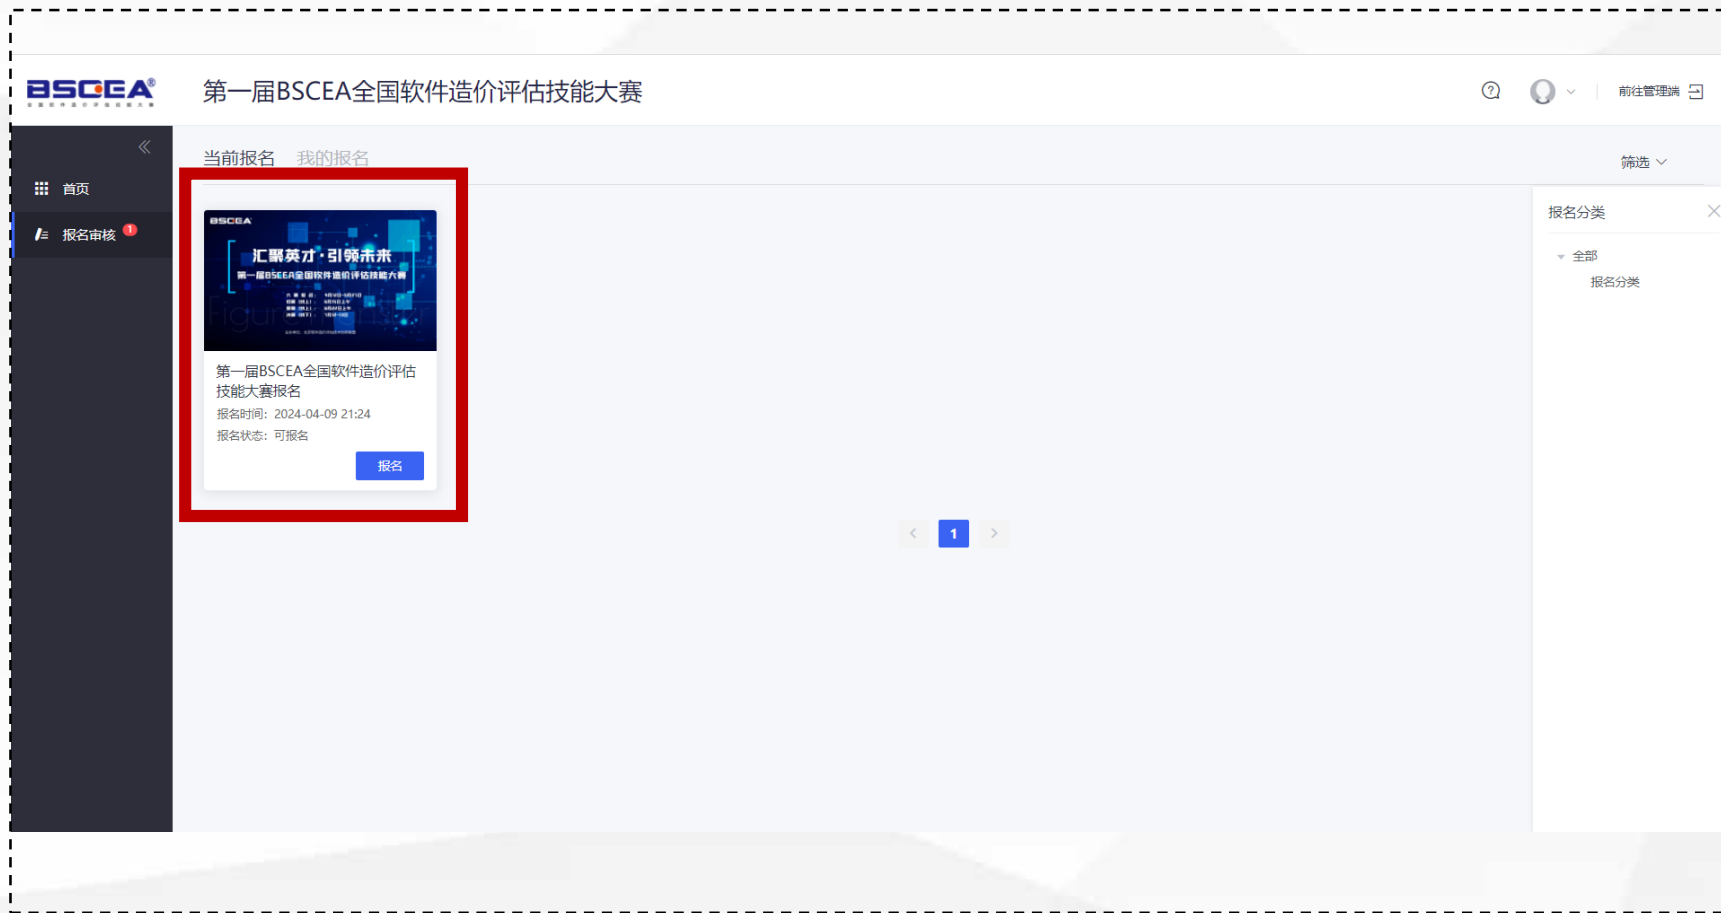 BSCEA®
第一届BSCEA全国软件造价评估技能大赛
前往管理端
首页
报名审核
1
当前报名
我的报名
筛选
BSCEA
汇聚英才·引领未来
第一届BSCEA全国软件造价评估技能大赛
第一届BSCEA全国软件造价评估
技能大赛报名
报名时间：2024-04-09 21:24
报名状态：可报名
报名
1
报名分类
全部
报名分类